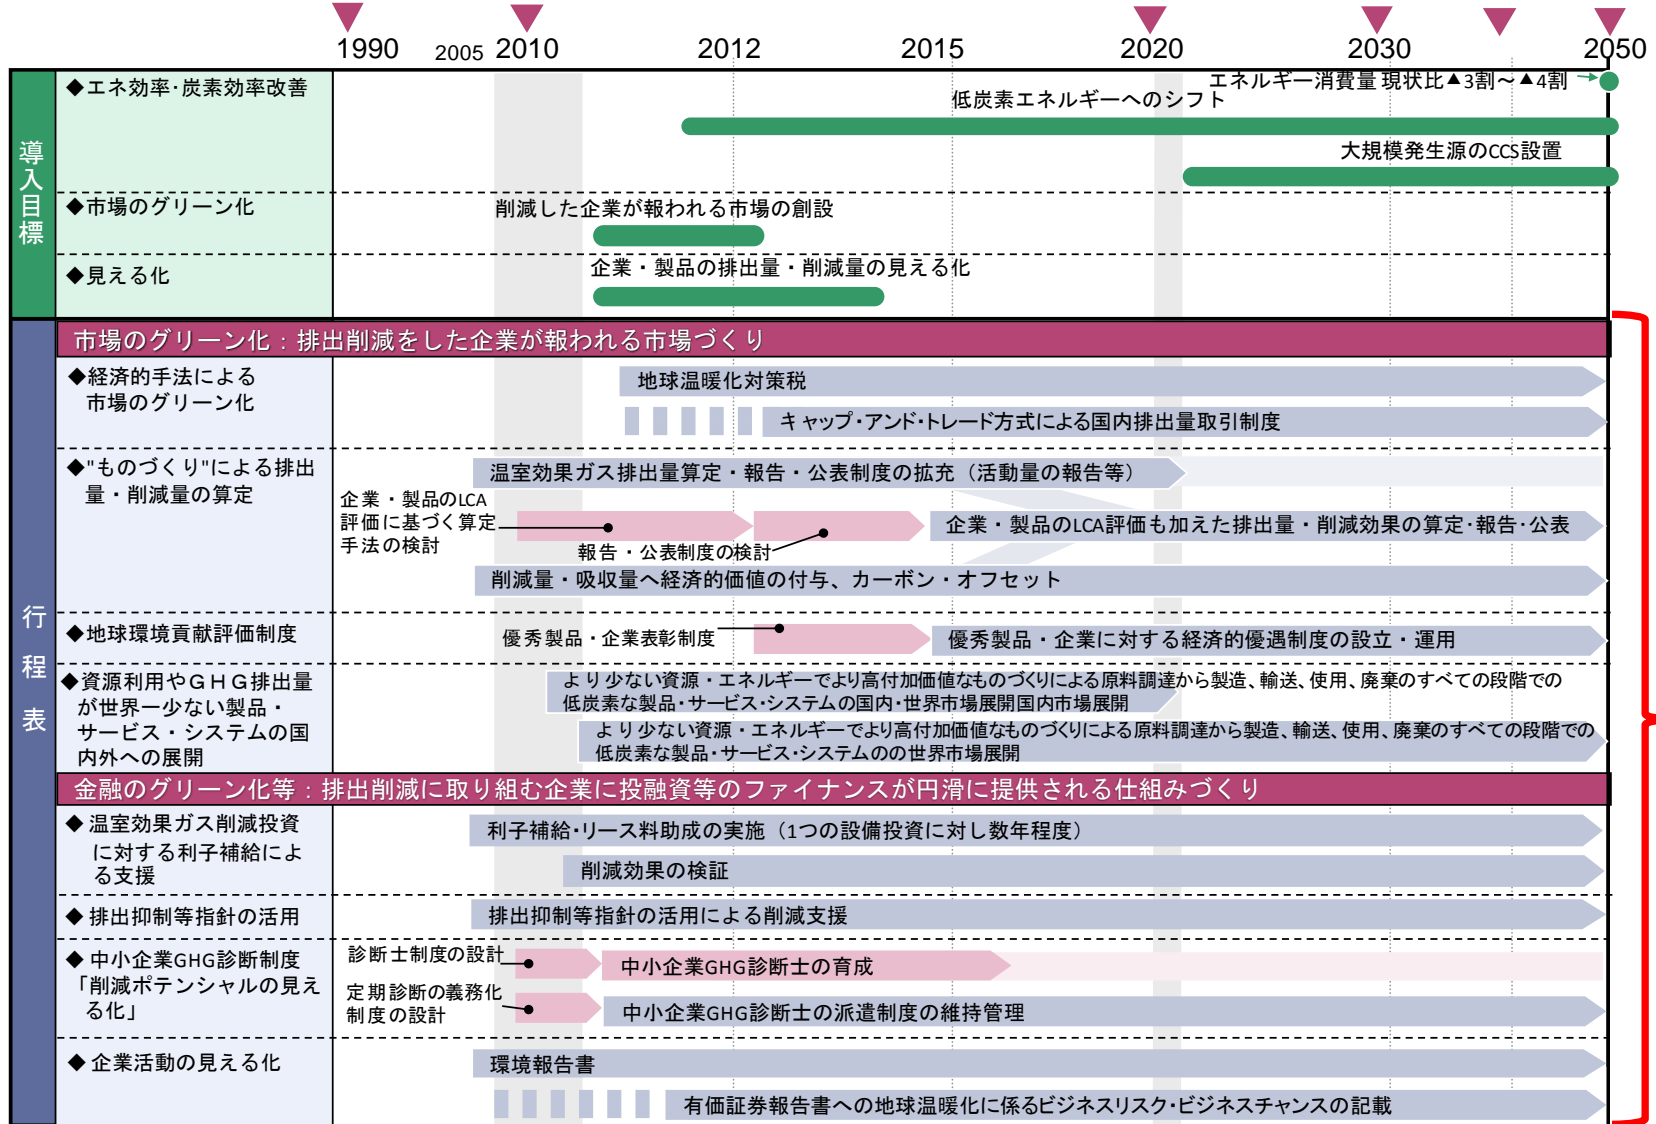 1990 2005 2010 2012 2015 2020 2030 2050
導入目標
◆エネ効率･炭素効率改善
エネルギー消費量 現状比▲3割～▲4割
低炭素エネルギーへのシフト
大規模発生源のCCS設置
◆市場のグリーン化
削減した企業が報われる市場の創設
◆見える化
企業・製品の排出量・削減量の見える化
行程表
市場のグリーン化：排出削減をした企業が報われる市場づくり
◆経済的手法による
市場のグリーン化
地球温暖化対策税
キャップ･アンド･トレード方式による国内排出量取引制度
◆"ものづくり"による排出
量・削減量の算定
温室効果ガス排出量算定・報告・公表制度の拡充（活動量の報告等）
企業・製品のLCA
評価に基づく算定
手法の検討
報告・公表制度の検討
企業・製品のLCA評価も加えた排出量・削減効果の算定･報告･公表
削減量・吸収量へ経済的価値の付与、カーボン・オフセット
◆地球環境貢献評価制度
優秀製品・企業表彰制度
優秀製品・企業に対する経済的優遇制度の設立・運用
◆資源利用やＧＨＧ排出量
が世界一少ない製品・
サービス・システムの国
内外への展開
より少ない資源・エネルギーでより高付加価値なものづくりによる原料調達から製造、輸送、使用、廃棄のすべての段階での
低炭素な製品･サービス･システムの国内･世界市場展開国内市場展開
より少ない資源・エネルギーでより高付加価値なものづくりによる原料調達から製造、輸送、使用、廃棄のすべての段階での
低炭素な製品･サービス･システムのの世界市場展開
金融のグリーン化等：排出削減に取り組む企業に投融資等のファイナンスが円滑に提供される仕組みづくり
◆ 温室効果ガス削減投資
に対する利子補給によ
る支援
利子補給･リース料助成の実施（1つの設備投資に対し数年程度）
削減効果の検証
◆ 排出抑制等指針の活用
排出抑制等指針の活用による削減支援
◆ 中小企業GHG診断制度
「削減ポテンシャルの見え
る化」
診断士制度の設計
中小企業GHG診断士の育成
定期診断の義務化
制度の設計
中小企業GHG診断士の派遣制度の維持管理
◆ 企業活動の見える化
環境報告書
有価証券報告書への地球温暖化に係るビジネスリスク･ビジネスチャンスの記載